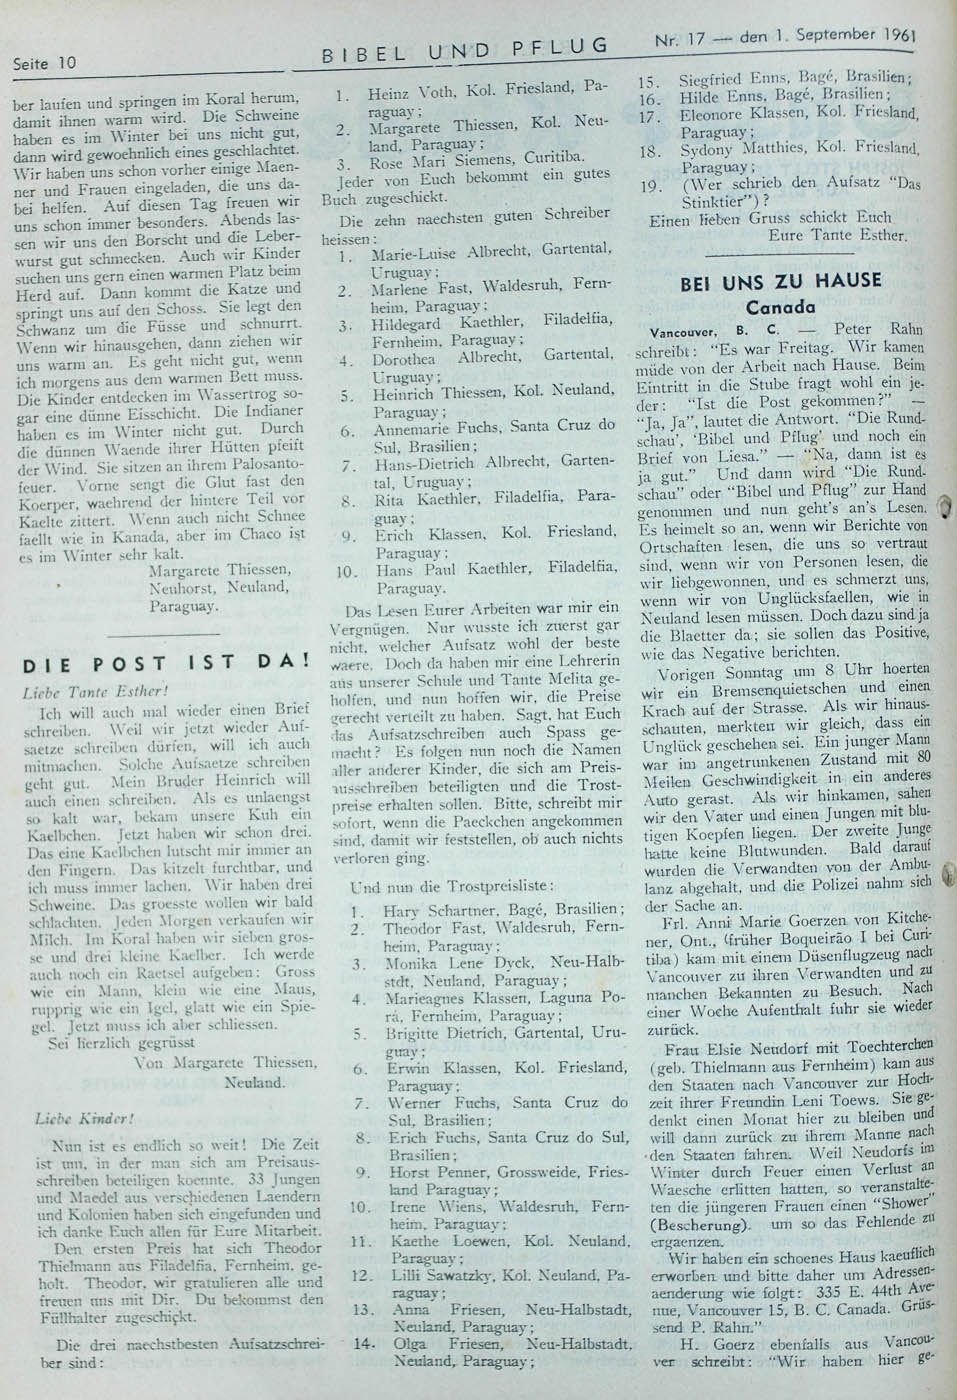 Seite 10
BIBEL UND PFLUG
Nr. 17 — den 1. September 1961
ber laufen und springen im Koral herum,
damit ihnen warm wird. Die Schweine
haben es im Winter bei uns nicht gut,
dann wird gewoehnlich eines geschlachtet.
Wir haben uns schon vorher einige Maen-
ner und Frauen eingeladen, die uns da-
bei helfen. Auf diesen Tag freuen wir
uns schon immer besonders. Abends las-
sen wir uns den Borscht und die Leber-
wurst gut schmecken. Auch wir Kinder
suchen uns gern einen warmen Platz beim
Herd auf. Dann kommt die Katze und
springt uns auf den Schoss. Sie legt den
Schwanz um die Füsse und schnurrt.
Wenn wir hinausgehen, dann ziehen wir
uns warm an. Es geht nicht gut, wenn
ich morgens aus dem warmen Bett muss.
Die Kinder entdecken im Wassertrog so-
gar eine dünne Eisschicht. Die Indianer
haben es im Winter nicht gut. Durch
die dünnen Waende ihrer Hütten pfeift
der Wind. Sie sitzen an ihrem Palosanto-
feuer. Vorne sengt die Glut fast den
Koerper, waehrend der hintere Teil vor
Kaelte zittert. Wenn auch nicht Schnee
faellt wie in Kanada, aber im Chaco ist
es im Winter sehr kalt.
Margarete Thiessen,
Neuhorst, Neuland,
Paraguay.
DIE POST IST DA!
Liebe Tante Esther!
Ich will auch mal wieder einen Brief
schreiben. Weil wir jetzt wieder Auf-
saetze schreiben dürfen, will ich auch
mitmachen. Solche Aufsaetze schreiben
geht gut. Mein Bruder Heinrich will
auch einen schreiben. Als es unlaengst
so kalt war, bekam unsere Kuh ein
Kaelbchen. Jetzt haben wir schon drei.
Das eine Kaelbchen lutscht mir immer an
den Fingern. Das kitzelt furchtbar, und
ich muss immer lachen. Wir haben drei
Schweine. Das groesste wollen wir bald
schlachten. Jeden Morgen verkaufen wir
Milch. Im Koral haben wir sieben gros-
se und drei kleine Kaelber. Ich werde
auch noch ein Raetsel aufgeben: Gross
wie ein Mann, klein wie eine Maus,
rupprig wie ein Igel, glatt wie ein Spie-
gel. Jetzt muss ich aber schliessen.
Sei herzlich gegrüsst
Von Margarete Thiessen,
Neuland.
Liebe Kinder!
Nun ist es endlich so weit! Die Zeit
ist um, in der man sich am Preisaus-
schreiben beteiligen koennte. 33 Jungen
und Maedel aus verschiedenen Laendern
und Kolonien haben sich eingefunden und
ich danke Euch allen für Eure Mitarbeit.
Den ersten Preis hat sich Theodor
Thielmann aus Filadelfia, Fernheim, ge-
holt. Theodor, wir gratulieren alle und
freuen uns mit Dir. Du bekommst den
Füllhalter zugeschickt.
Die drei naechstbesten Aufsatzschrei-
ber sind:
1. Heinz Voth, Kol. Friesland, Pa-
raguay;
2. Margarete Thiessen, Kol. Neu-
land, Paraguay;
3. Rose Mari Siemens, Curitiba.
Jeder von Euch bekommt ein gutes
Buch zugeschickt.
Die zehn naechsten guten Schreiber
heissen:
1. Marie-Luise Albrecht, Gartental,
Uruguay;
2. Marlene Fast, Waldesruh, Fern-
heim, Paraguay;
3. Hildegard Kaethler, Filadelfia,
Fernheim, Paraguay;
4. Dorothea Albrecht, Gartental,
Uruguay;
5. Heinrich Thiessen, Kol. Neuland,
Paraguay;
6. Annemarie Fuchs, Santa Cruz do
Sul, Brasilien;
7. Hans-Dietrich Albrecht, Garten-
tal, Uruguay;
8. Rita Kaethler, Filadelfia, Para-
guay;
9. Erich Klassen, Kol. Friesland,
Paraguay;
10. Hans Paul Kaethler, Filadelfia,
Paraguay.
Das Lesen Eurer Arbeiten war mir ein
Vergnügen. Nur wusste ich zuerst gar
nicht, welcher Aufsatz wohl der beste
waere. Doch da haben mir eine Lehrerin
aus unserer Schule und Tante Melita ge-
holfen, und nun hoffen wir, die Preise
gerecht verteilt zu haben. Sagt, hat Euch
das Aufsatzschreiben auch Spass ge-
macht? Es folgen nun noch die Namen
aller anderer Kinder, die sich am Preis-
ausschreiben beteiligten und die Trost-
preise erhalten sollen. Bitte, schreibt mir
sofort, wenn die Paeckchen angekommen
sind, damit wir feststellen, ob auch nichts
verloren ging.
Und nun die Trostpreisliste:
1. Hary Schartner, Bagé, Brasilien;
2. Theodor Fast, Waldesruh, Fern-
heim, Paraguay;
3. Monika Lene Dyck, Neu-Halb-
stdt, Neuland, Paraguay;
4. Marieagnes Klassen, Laguna Po-
rá, Fernheim, Paraguay;
5. Brigitte Dietrich, Gartental, Uru-
guay;
6. Erwin Klassen, Kol. Friesland,
Paraguay;
7. Werner Fuchs, Santa Cruz do
Sul, Brasilien;
8. Erich Fuchs, Santa Cruz do Sul,
Brasilien;
9. Horst Penner, Grossweide, Fries-
land Paraguay;
10. Irene Wiens, Waldesruh, Fern-
heim, Paraguay;
11. Kaethe Loewen, Kol. Neuland,
Paraguay;
12. Lilli Sawatzky, Kol. Neuland, Pa-
raguay;
13. Anna Friesen, Neu-Halbstadt,
Neuland, Paraguay;
14. Olga Friesen, Neu-Halbstadt,
Neuland, Paraguay;
15. Siegfried Enns, Bagé, Brasilien;
16. Hilde Enns, Bagé, Brasilien;
17. Eleonore Klassen, Kol. Friesland,
Paraguay;
18. Sydony Matthies, Kol. Friesland,
Paraguay;
19. (Wer schrieb den Aufsatz "Das
Stinktier")?
Einen lieben Gruss schickt Euch
Eure Tante Esther.
BEI UNS ZU HAUSE
Canada
Vancouver, B. C. — Peter Rahn
schreibt: "Es war Freitag. Wir kamen
müde von der Arbeit nach Hause. Beim
Eintritt in die Stube fragt wohl ein je-
der: "Ist die Post gekommen?" —
"Ja, Ja", lautet die Antwort. "Die Rund-
schau', 'Bibel und Pflug' und noch ein
Brief von Liesa." — "Na, dann ist es
ja gut." Und dann wird "Die Rund-
schau" oder "Bibel und Pflug" zur Hand
genommen und nun geht's an's Lesen.
Es heimelt so an, wenn wir Berichte von
Ortschaften lesen, die uns so vertraut
sind, wenn wir von Personen lesen, die
wir liebgewonnen, und es schmerzt uns,
wenn wir von Unglücksfaellen, wie in
Neuland lesen müssen. Doch dazu sind ja
die Blaetter da; sie sollen das Positive,
wie das Negative berichten.
Vorigen Sonntag um 8 Uhr hoerten
wir ein Bremsenquietschen und einen
Krach auf der Strasse. Als wir hinaus-
schauten, merkten wir gleich, dass ein
Unglück geschehen sei. Ein junger Mann
war im angetrunkenen Zustand mit 80
Meilen Geschwindigkeit in ein anderes
Auto gerast. Als wir hinkamen, sahen
wir den Vater und einen Jungen mit blu-
tigen Koepfen liegen. Der zweite Junge
hatte keine Blutwunden. Bald darauf
wurden die Verwandten von der Ambu-
lanz abgehalt, und die Polizei nahm sich
der Sache an.
Frl. Anni Marie Goerzen von Kitche-
ner, Ont., (früher Boqueirão I bei Curi-
tiba) kam mit einem Düsenflugzeug nach
Vancouver zu ihren Verwandten und zu
manchen Bekannten zu Besuch. Nach
einer Woche Aufenthalt fuhr sie wieder
zurück.
Frau Elsie Neudorf mit Toechterchen
(geb. Thielmann aus Fernheim) kam aus
den Staaten nach Vancouver zur Hoch-
zeit ihrer Freundin Leni Toews. Sie ge-
denkt einen Monat hier zu bleiben und
will dann zurück zu ihrem Manne nach
den Staaten fahren. Weil Neudorfs im
Winter durch Feuer einen Verlust an
Waesche erlitten hatten, so veranstalte-
ten die jüngeren Frauen einen "Shower"
(Bescherung). um so das Fehlende zu
ergaenzen.
Wir haben ein schoenes Haus kaeuflich
erworben und bitte daher um Adressen-
aenderung wie folgt: 335 E. 44th Ave-
nue, Vancouver 15, B. C. Canada. Grüs-
send P. Rahn."
H. Goerz ebenfalls aus Vancou-
ver schreibt: "Wir haben hier ge-